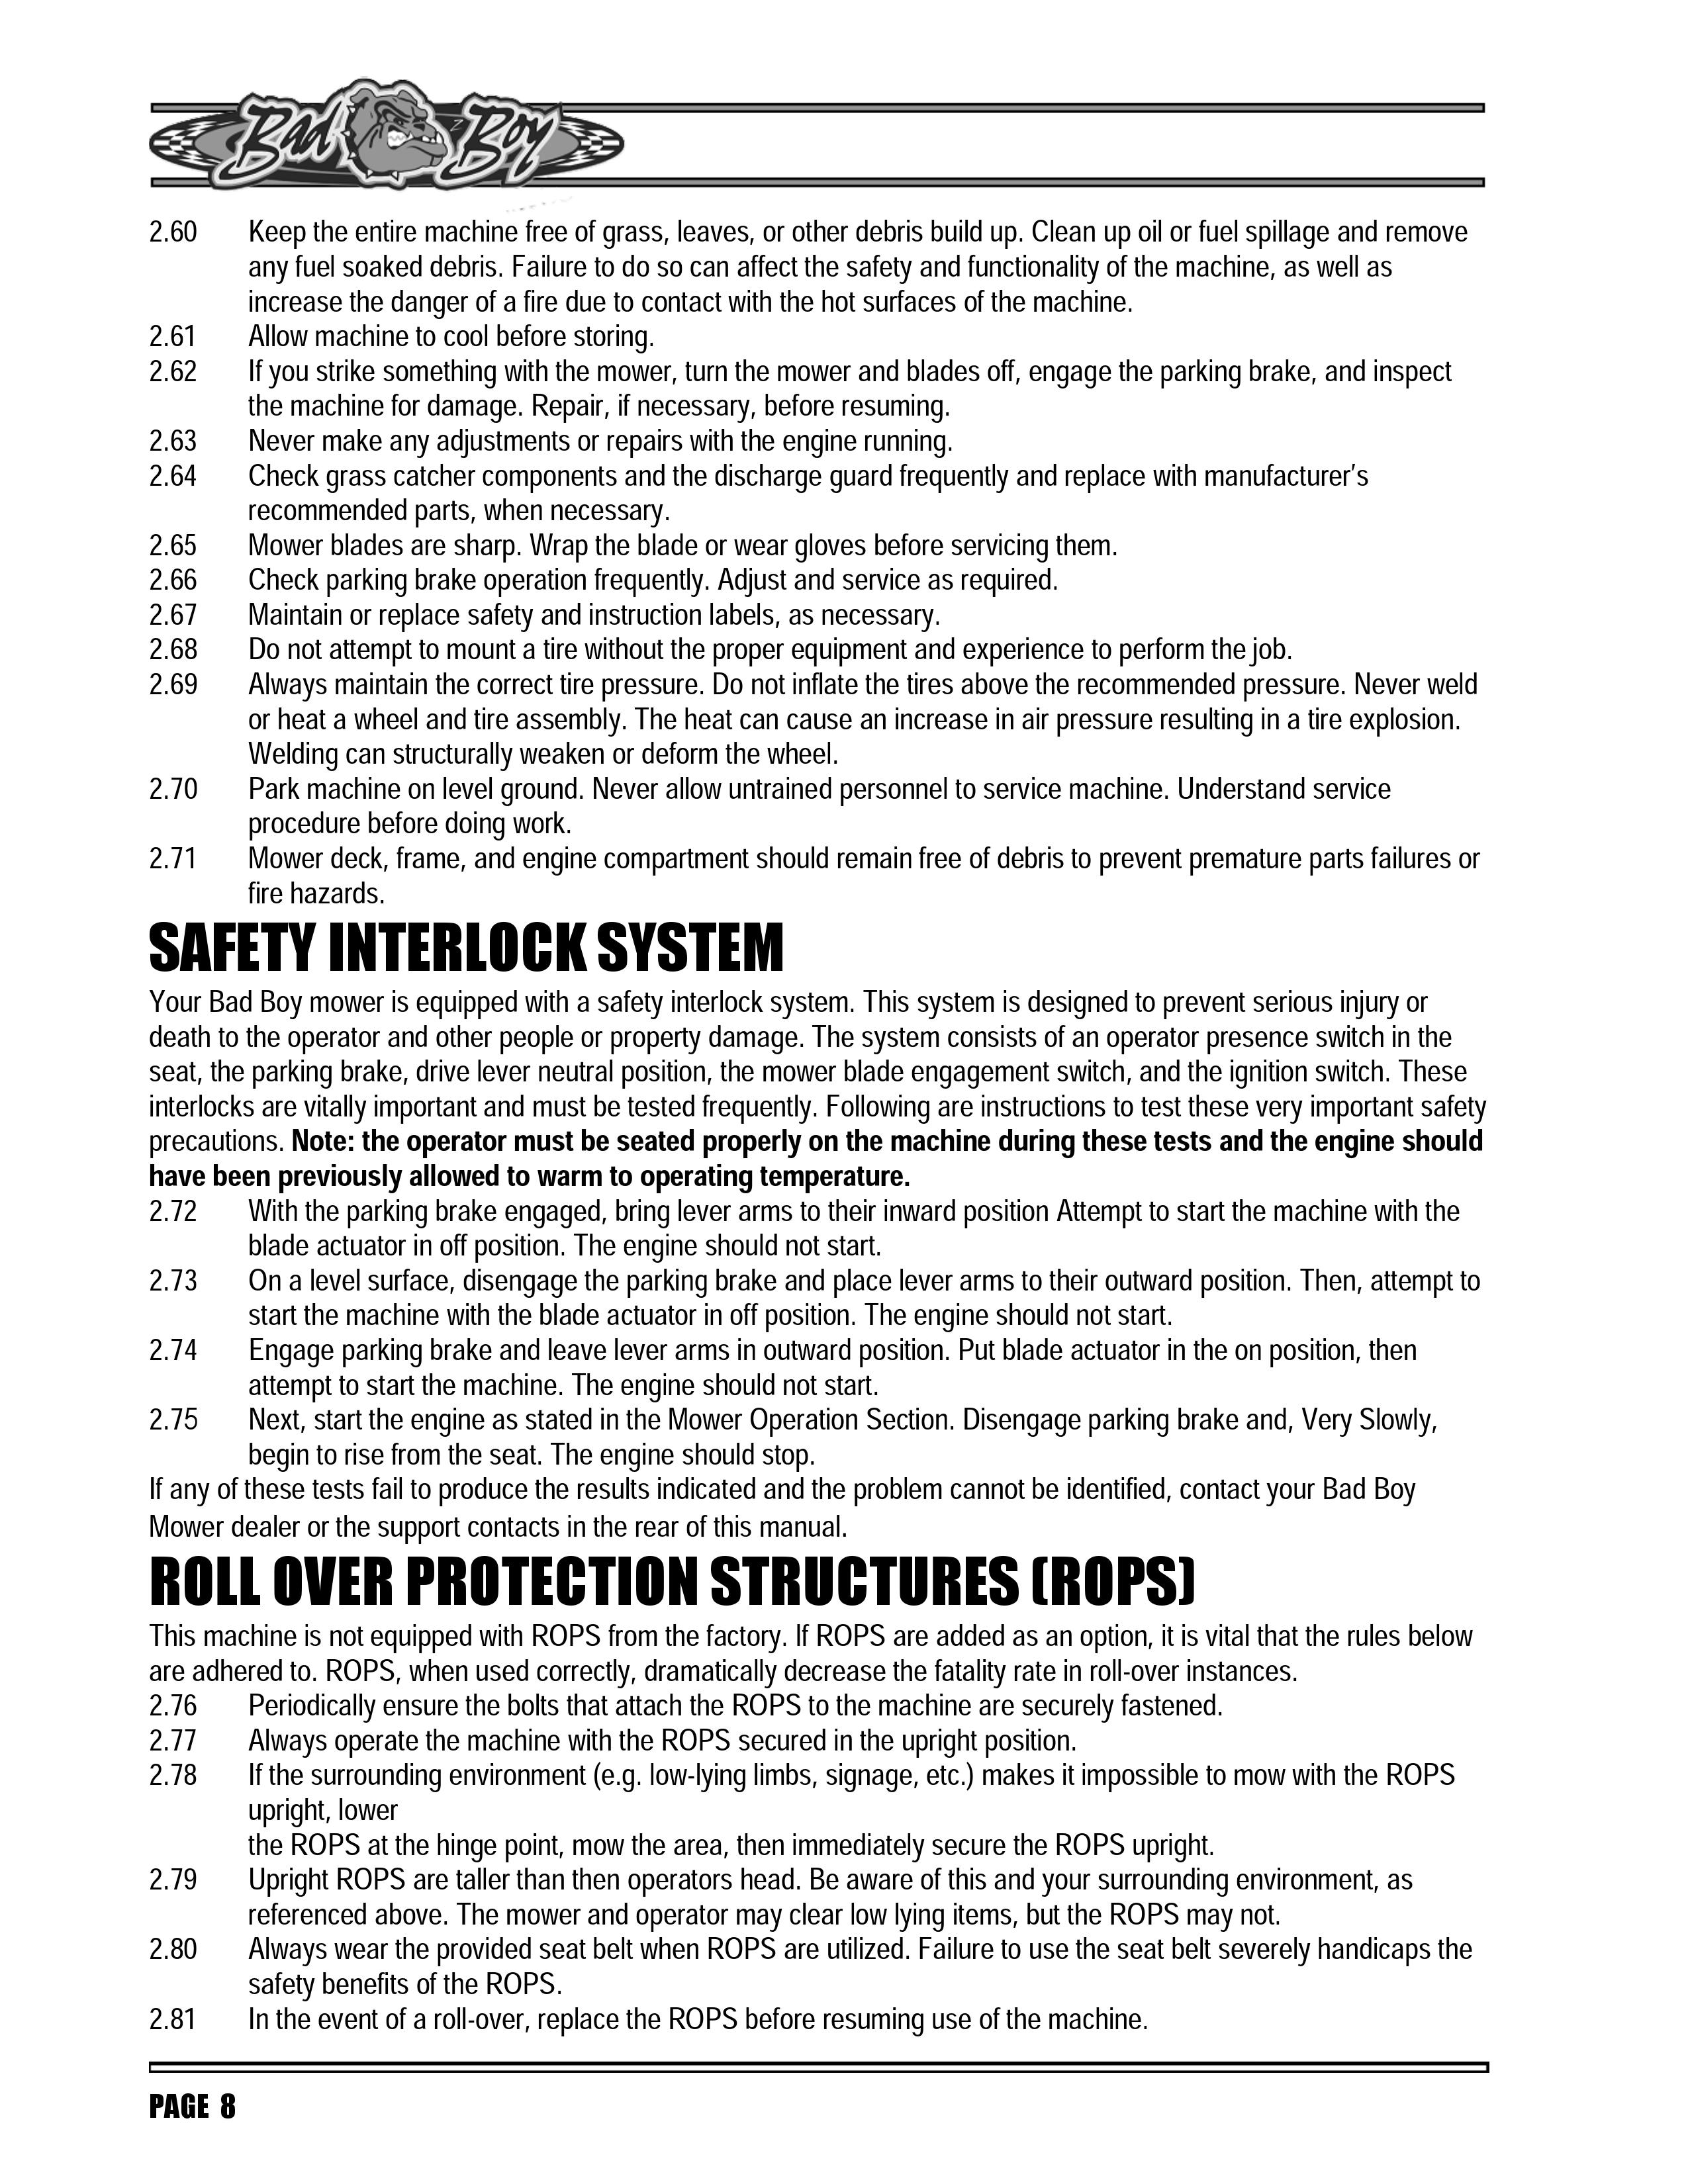 Bad Boy
2.60 Keep the entire machine free of grass, leaves, or other debris build up. Clean up oil or fuel spillage and remove
any fuel soaked debris. Failure to do so can affect the safety and functionality of the machine, as well as
increase the danger of a fire due to contact with the hot surfaces of the machine.
2.61 Allow machine to cool before storing.
2.62 If you strike something with the mower, turn the mower and blades off, engage the parking brake, and inspect
the machine for damage. Repair, if necessary, before resuming.
2.63 Never make any adjustments or repairs with the engine running.
2.64 Check grass catcher components and the discharge guard frequently and replace with manufacturer's
recommended parts, when necessary.
2.65 Mower blades are sharp. Wrap the blade or wear gloves before servicing them.
2.66 Check parking brake operation frequently. Adjust and service as required.
2.67 Maintain or replace safety and instruction labels, as necessary.
2.68 Do not attempt to mount a tire without the proper equipment and experience to perform the job.
2.69 Always maintain the correct tire pressure. Do not inflate the tires above the recommended pressure. Never weld
or heat a wheel and tire assembly. The heat can cause an increase in air pressure resulting in a tire explosion.
Welding can structurally weaken or deform the wheel.
2.70 Park machine on level ground. Never allow untrained personnel to service machine. Understand service
procedure before doing work.
2.71 Mower deck, frame, and engine compartment should remain free of debris to prevent premature parts failures or
fire hazards.
SAFETY INTERLOCK SYSTEM
Your Bad Boy mower is equipped with a safety interlock system. This system is designed to prevent serious injury or
death to the operator and other people or property damage. The system consists of an operator presence switch in the
seat, the parking brake, drive lever neutral position, the mower blade engagement switch, and the ignition switch. These
interlocks are vitally important and must be tested frequently. Following are instructions to test these very important safety
precautions. Note: the operator must be seated properly on the machine during these tests and the engine should
have been previously allowed to warm to operating temperature.
2.72 With the parking brake engaged, bring lever arms to their inward position Attempt to start the machine with the
blade actuator in off position. The engine should not start.
2.73 On a level surface, disengage the parking brake and place lever arms to their outward position. Then, attempt to
start the machine with the blade actuator in off position. The engine should not start.
2.74 Engage parking brake and leave lever arms in outward position. Put blade actuator in the on position, then
attempt to start the machine. The engine should not start.
2.75 Next, start the engine as stated in the Mower Operation Section. Disengage parking brake and, Very Slowly,
begin to rise from the seat. The engine should stop.
If any of these tests fail to produce the results indicated and the problem cannot be identified, contact your Bad Boy
Mower dealer or the support contacts in the rear of this manual.
ROLL OVER PROTECTION STRUCTURES (ROPS)
This machine is not equipped with ROPS from the factory. If ROPS are added as an option, it is vital that the rules below
are adhered to. ROPS, when used correctly, dramatically decrease the fatality rate in roll-over instances.
2.76 Periodically ensure the bolts that attach the ROPS to the machine are securely fastened.
2.77 Always operate the machine with the ROPS secured in the upright position.
2.78 If the surrounding environment (e.g. low-lying limbs, signage, etc.) makes it impossible to mow with the ROPS
upright, lower
the ROPS at the hinge point, mow the area, then immediately secure the ROPS upright.
2.79 Upright ROPS are taller than then operators head. Be aware of this and your surrounding environment, as
referenced above. The mower and operator may clear low lying items, but the ROPS may not.
2.80 Always wear the provided seat belt when ROPS are utilized. Failure to use the seat belt severely handicaps the
safety benefits of the ROPS.
2.81 In the event of a roll-over, replace the ROPS before resuming use of the machine.
PAGE 8